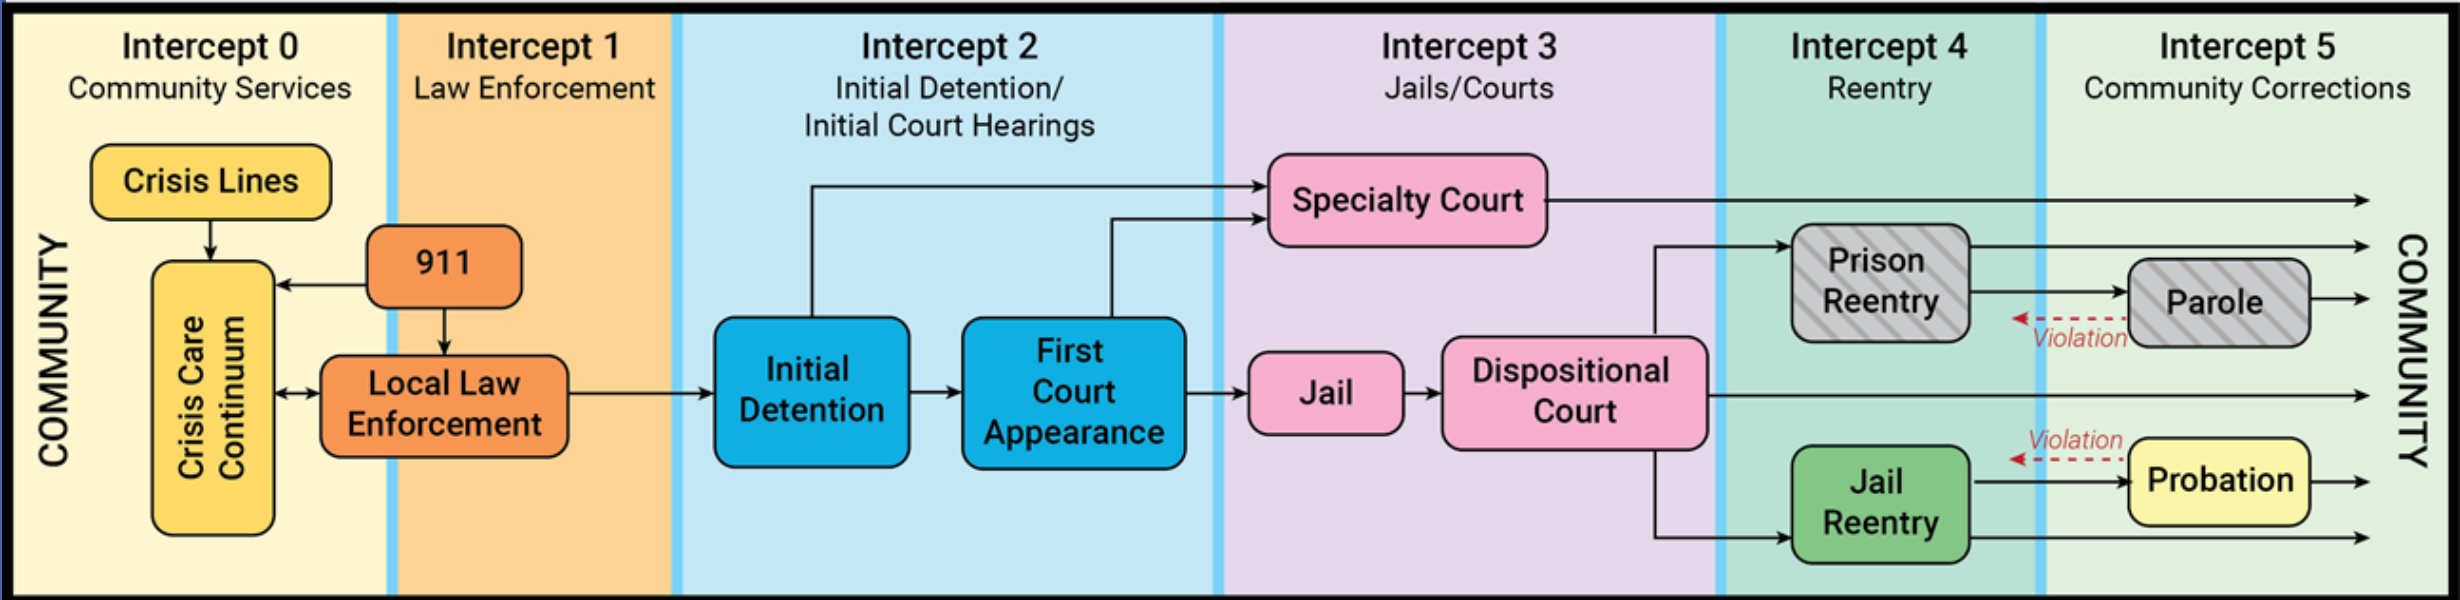 Intercept 0
Community Services
Intercept 1
Law Enforcement
Intercept 2
Initial Detention/
Initial Court Hearings
Intercept 3
Jails/Courts
Intercept 4
Reentry
Intercept 5
Community Corrections
COMMUNITY
Crisis Lines
Crisis Care
Continuum
911
Local Law
Enforcement
Initial
Detention
First
Court
Appearance
Specialty Court
Jail
Dispositional
Court
Prison
Reentry
Parole
Violation
Jail
Reentry
Violation
Probation
COMMUNITY